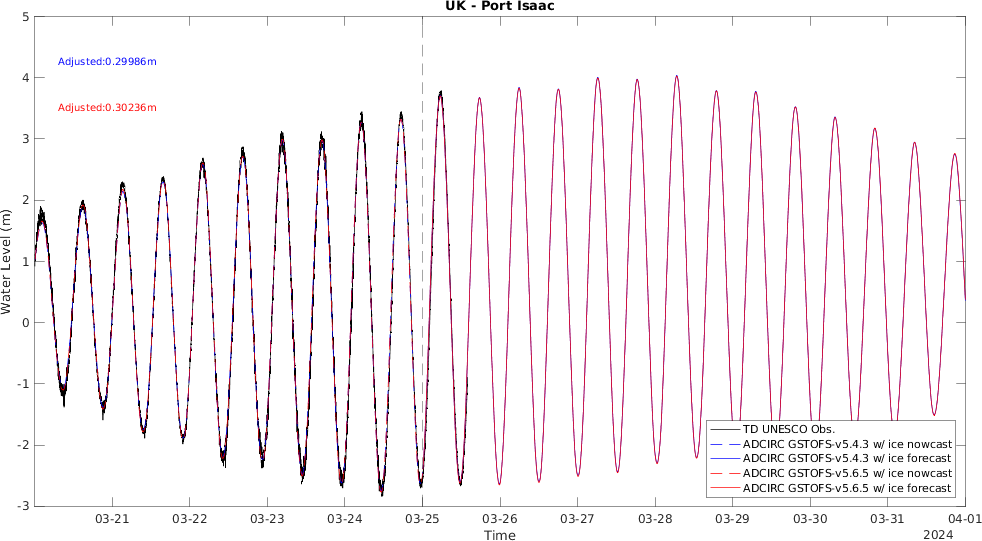 UK - Port Isaac
5
4
3
2
1
0
-1
-2
-3
Water Level (m)
Adjusted:0.29986m
Adjusted:0.30236m
TD UNESCO Obs.
ADCIRC GSTOFS-v5.4.3 w/ ice nowcast
ADCIRC GSTOFS-v5.4.3 w/ ice forecast
ADCIRC GSTOFS-v5.6.5 w/ ice nowcast
ADCIRC GSTOFS-v5.6.5 w/ ice forecast
03-21 03-22 03-23 03-24 03-25 03-26 03-27 03-28 03-29 03-30 03-31 04-01
Time
2024